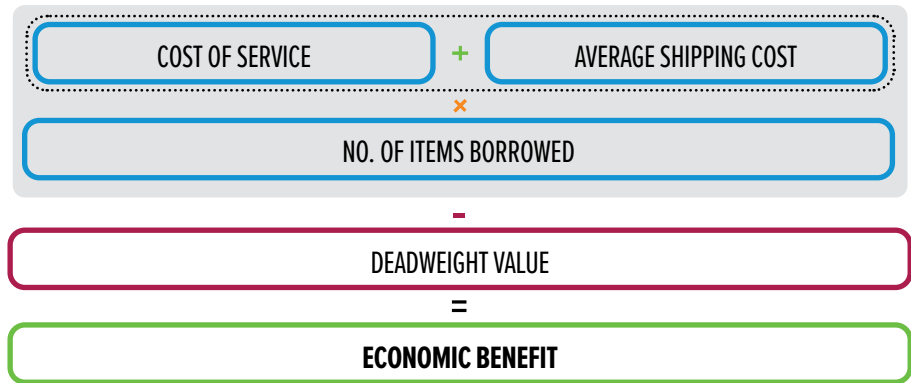 COST OF SERVICE + AVERAGE SHIPPING COST
×
NO. OF ITEMS BORROWED
-
DEADWEIGHT VALUE
=
ECONOMIC BENEFIT